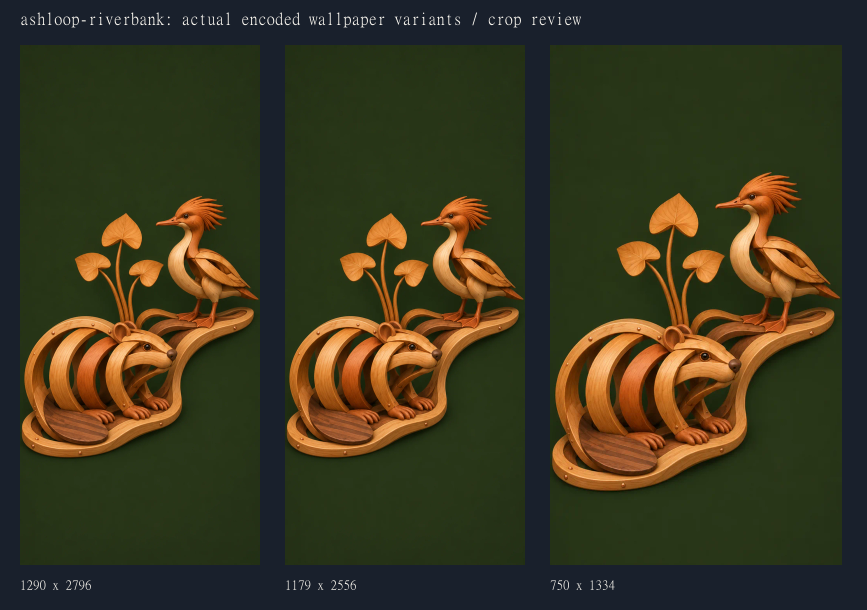 ashloop-riverbank: actual encoded wallpaper variants / crop review
1290 x 2796
1179 x 2556
750 x 1334